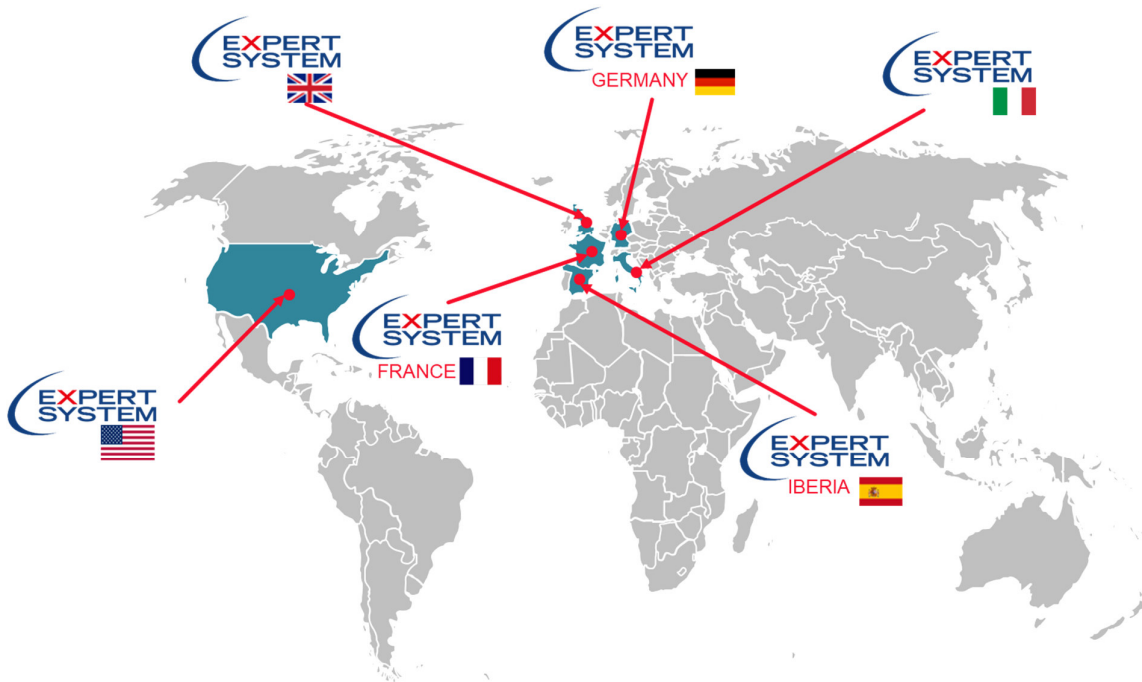 EXPERT
SYSTEM
EXPERT
SYSTEM
GERMANY
EXPERT
SYSTEM
EXPERT
SYSTEM
FRANCE
EXPERT
SYSTEM
EXPERT
SYSTEM
IBERIA